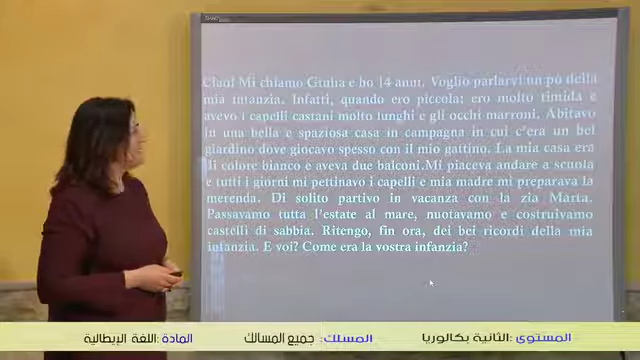 Ciao! Mi chiamo Giulia e ho 14 anni. Voglio parlarvi un pò della
mia infanzia. Infatti, quando ero piccola: ero molto timida e
avevo i capelli castani molto lunghi e gli occhi marroni. Abitavo
in una bella e spaziosa casa in campagna in cui c'era un bel
giardino dove giocavo spesso con il mio gattino. La mia casa era
di colore bianco e aveva due balconi.Mi piaceva andare a scuola
e tutti i giorni mi pettinavo i capelli e mia madre mi preparava la
merenda. Di solito partivo in vacanza con la zia Marta.
Passavamo tutta l'estate al mare, nuotavamo e costruivamo
castelli di sabbia. Ritengo, fin ora, dei bei ricordi della mia
infanzia. E voi? Come era la vostra infanzia?
المستوى :الثانية بكالوريا المسلك: جميع المسالك المادة :اللغة الإيطالية